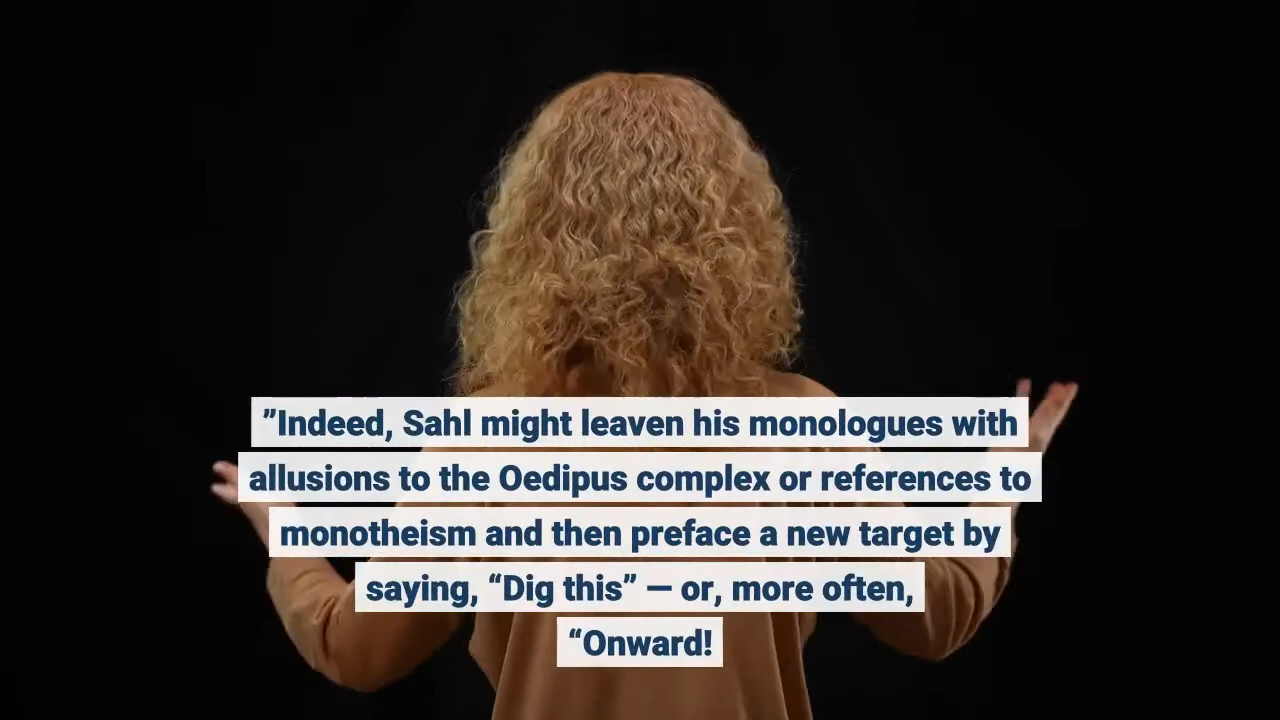 ”Indeed, Sahl might leaven his monologues with
allusions to the Oedipus complex or references to
monotheism and then preface a new target by
saying, “Dig this” — or, more often,
“Onward!